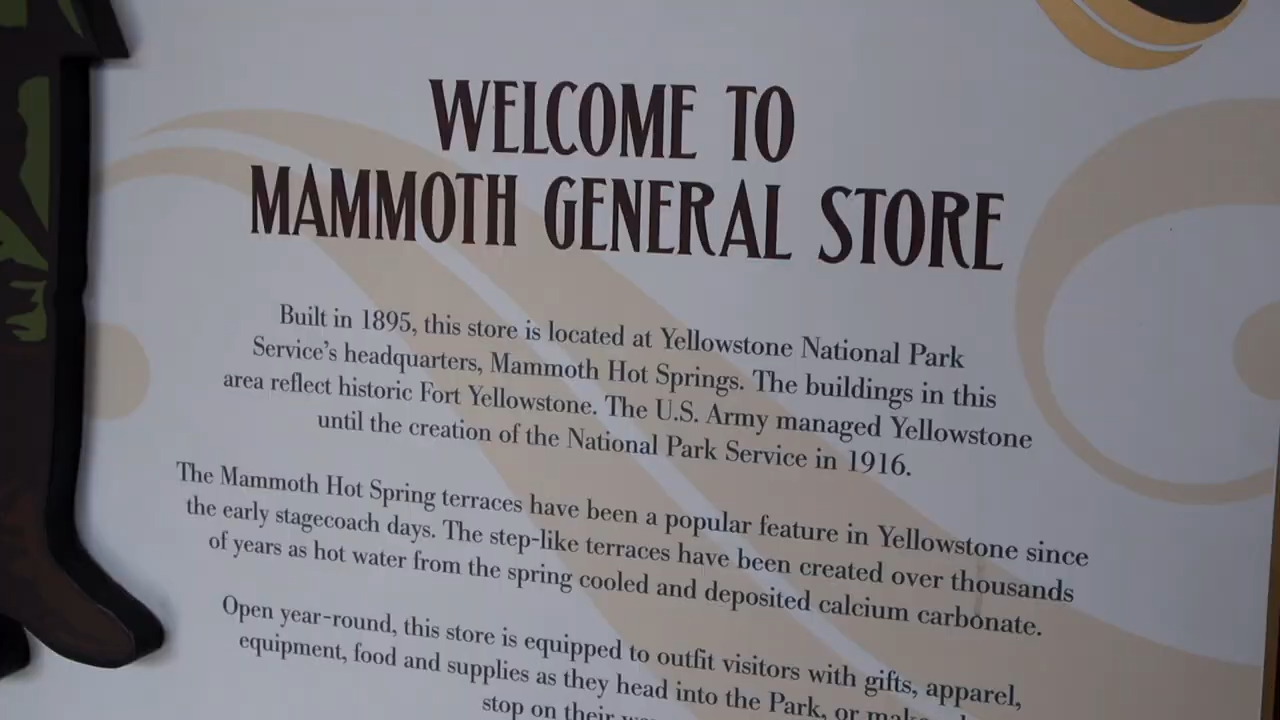 WELCOME TO
MAMMOTH GENERAL STORE
Built in 1895, this store is located at Yellowstone National Park
Service's headquarters, Mammoth Hot Springs. The buildings in this
area reflect historic Fort Yellowstone. The U.S. Army managed Yellowstone
until the creation of the National Park Service in 1916.
The Mammoth Hot Spring terraces have been a popular feature in Yellowstone since
the early stagecoach days. The step-like terraces have been created over thousands
of years as hot water from the spring cooled and deposited calcium carbonate.
Open year-round, this store is equipped to outfit visitors with gifts, apparel,
equipment, food and supplies as they head into the Park, or
stop on their